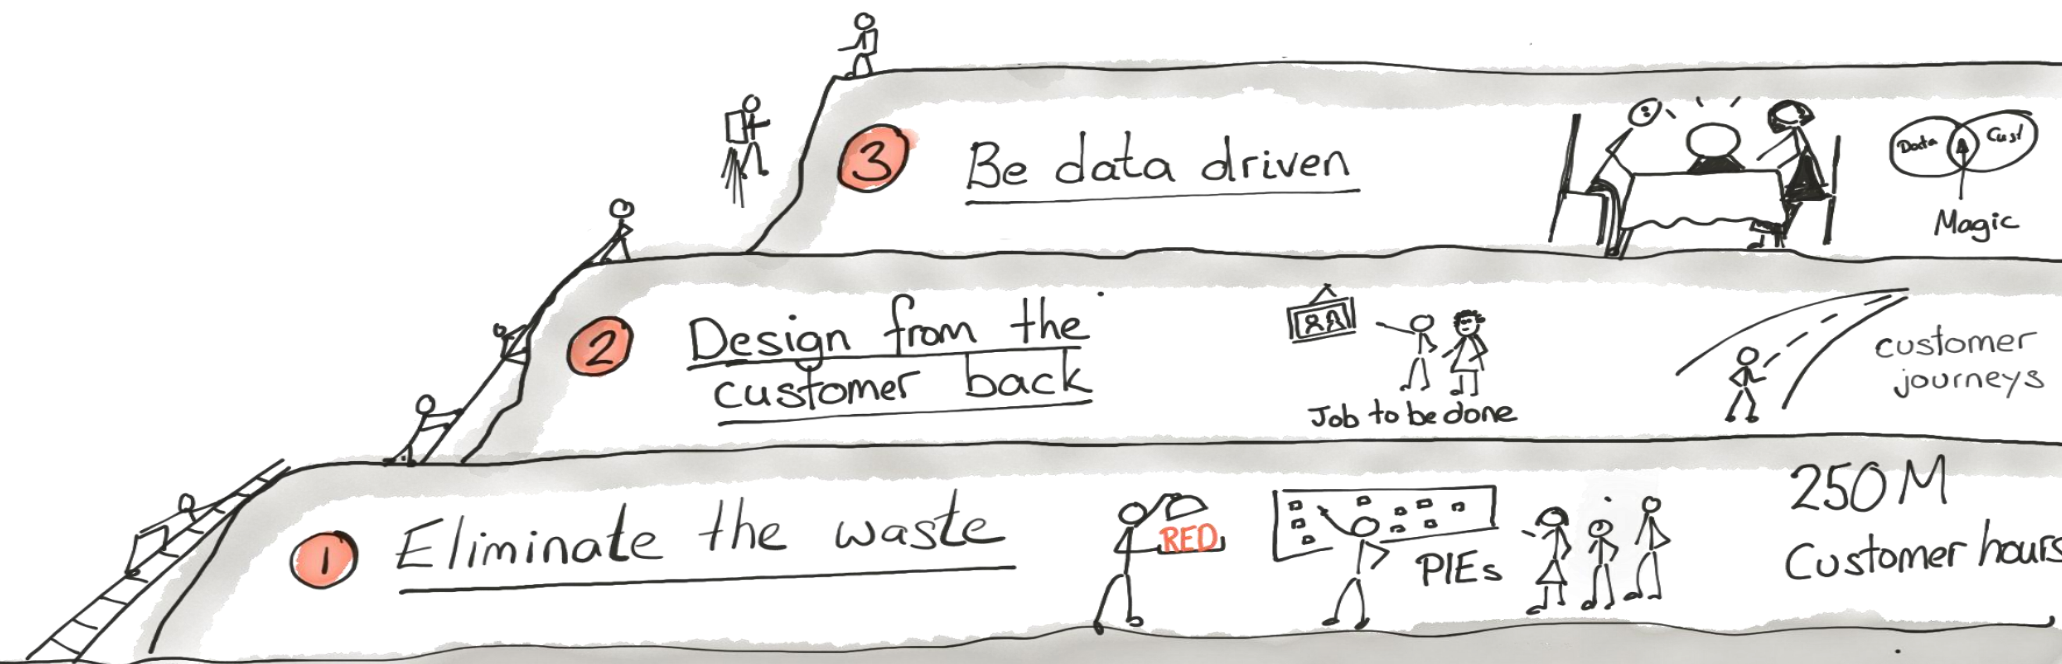 3 Be data driven
Data Cust
Magic
2 Design from the
customer back
Job to be done
customer
journeys
1 Eliminate the waste
RED
PIEs
250M
Customer hours